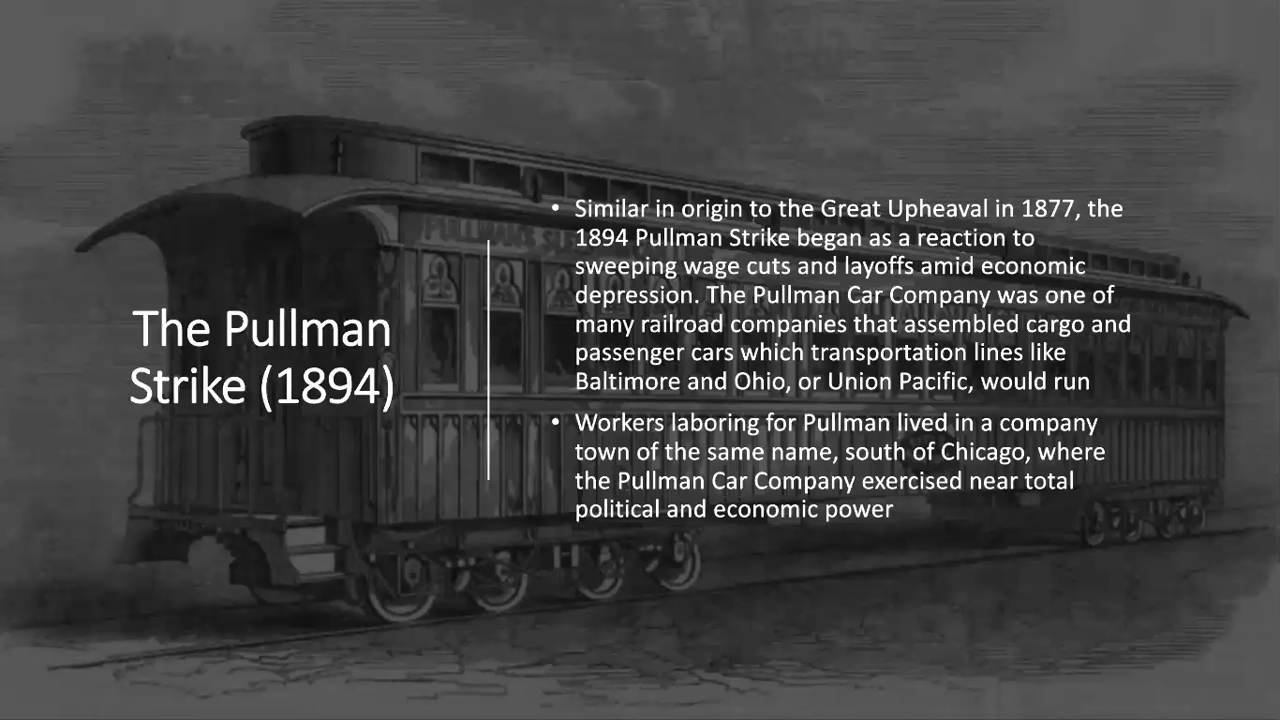 The Pullman
Strike (1894)
• Similar in origin to the Great Upheaval in 1877, the
1894 Pullman Strike began as a reaction to
sweeping wage cuts and layoffs amid economic
depression. The Pullman Car Company was one of
many railroad companies that assembled cargo and
passenger cars which transportation lines like
Baltimore and Ohio, or Union Pacific, would run
• Workers laboring for Pullman lived in a company
town of the same name, south of Chicago, where
the Pullman Car Company exercised near total
political and economic power
PULLMAN'S